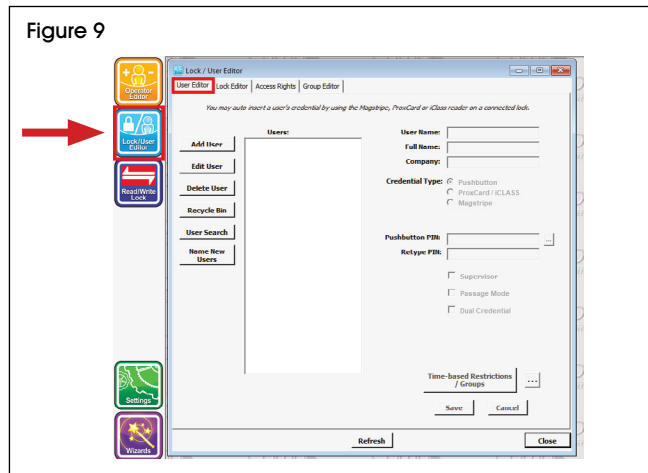 Figure 9
Operator
Editor
Lock/User
Editor
Read/Write
Lock
Settings
Wizards
Lock / User Editor
User Editor Lock Editor Access Rights Group Editor
You may auto insert a user's credential by using the Magstripe, ProxCard or iClass reader on a connected lock.
Users:
Add User
Edit User
Delete User
Recycle Bin
User Search
Name New
Users
User Name:
Full Name:
Company:
Credential Type: Pushbutton
ProxCard / iCLASS
Magstripe
Pushbutton PIN: ...
Retype PIN:
Supervisor
Passage Mode
Dual Credential
Time-based Restrictions
/ Groups ...
Save Cancel
Refresh Close